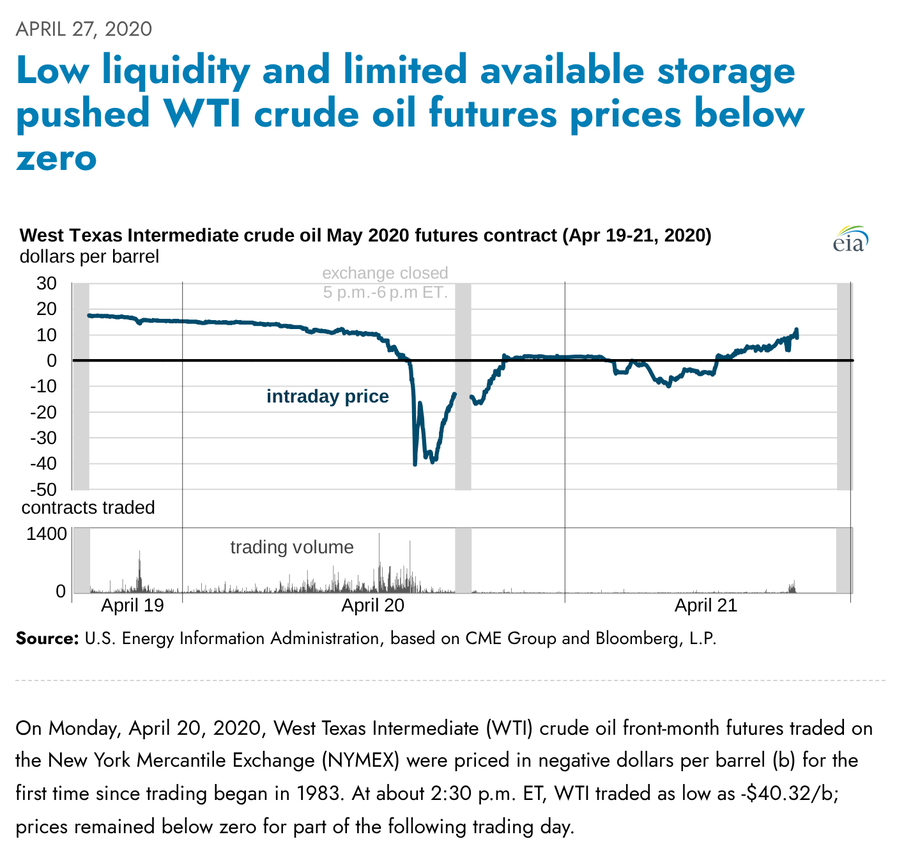 APRIL 27, 2020
Low liquidity and limited available storage
pushed WTI crude oil futures prices below
zero
West Texas Intermediate crude oil May 2020 futures contract (Apr 19-21, 2020)
eia
dollars per barrel
exchange closed
5 p.m.-6 p.m ET.
30
20
10
0
-10
intraday price
-20
-30
-40
-50
contracts traded
1400
trading volume
0
April 19
April 20
April 21
Source: U.S. Energy Information Administration, based on CME Group and Bloomberg, L.P.
On Monday, April 20, 2020, West Texas Intermediate (WTI) crude oil front-month futures traded on
the New York Mercantile Exchange (NYMEX) were priced in negative dollars per barrel (b) for the
first time since trading began in 1983. At about 2:30 p.m. ET, WTI traded as low as -$40.32/b;
prices remained below zero for part of the following trading day.